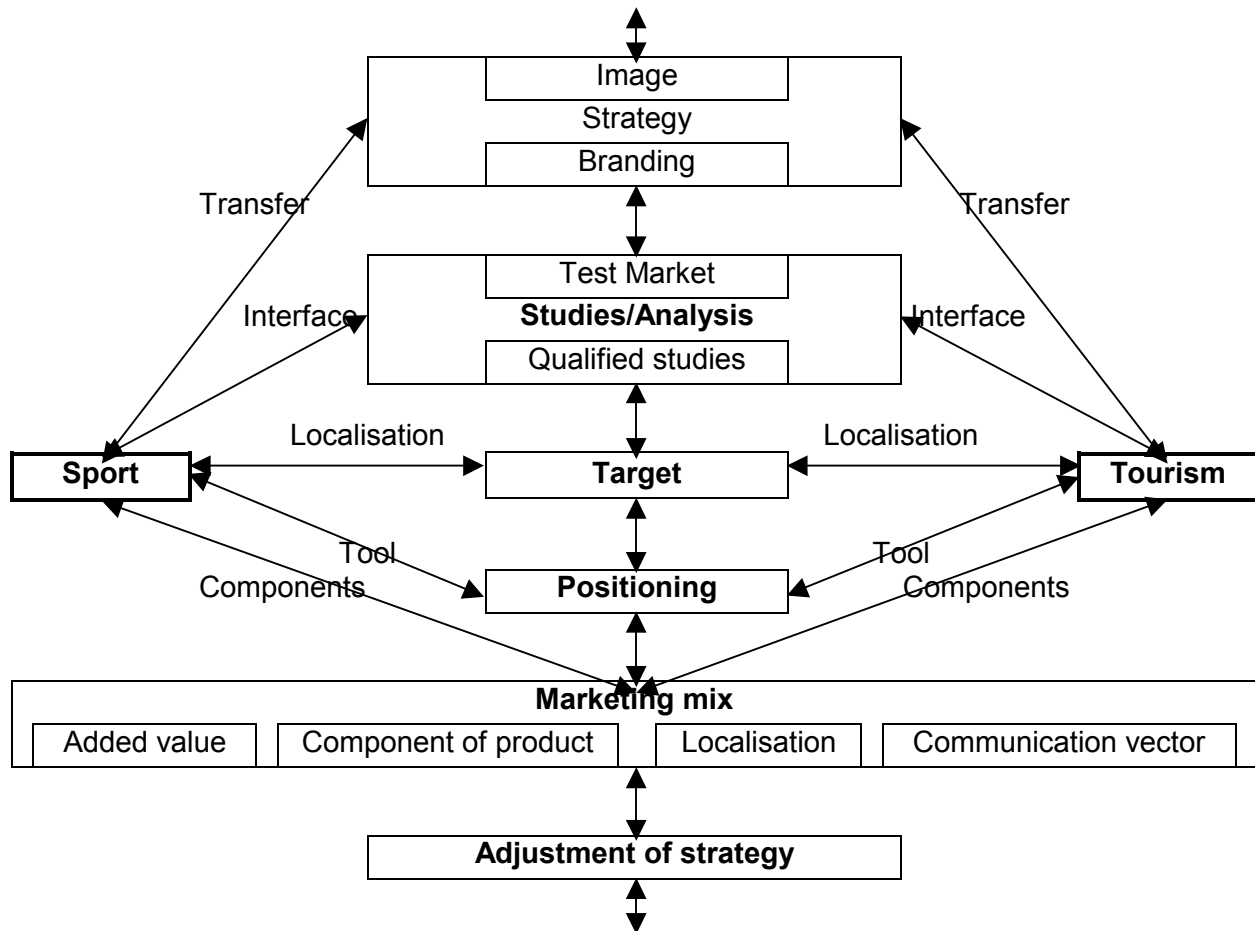 Image
Strategy
Branding
Transfer
Transfer
Test Market
Interface
Studies/Analysis
Interface
Qualified studies
Localisation
Localisation
Sport
Target
Tourism
Tool
Tool
Components
Positioning
Components
Marketing mix
Added value
Component of product
Localisation
Communication vector
Adjustment of strategy